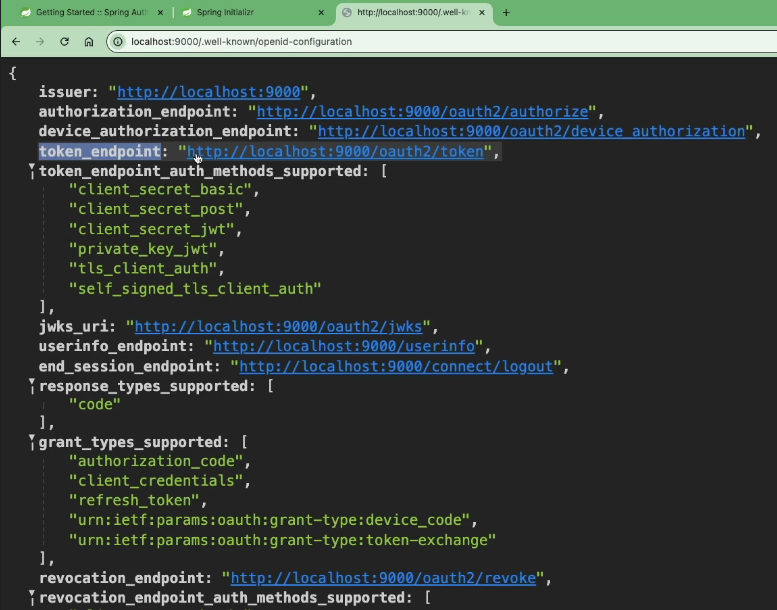 Getting Started :: Spring Auth
Spring Initializr
http://localhost:9000/.well-kn
localhost:9000/.well-known/openid-configuration
{
issuer: "http://localhost:9000",
authorization_endpoint: "http://localhost:9000/oauth2/authorize",
device_authorization_endpoint: "http://localhost:9000/oauth2/device_authorization",
token_endpoint: "http://localhost:9000/oauth2/token",
token_endpoint_auth_methods_supported: [
"client_secret_basic",
"client_secret_post",
"client_secret_jwt",
"private_key_jwt",
"tls_client_auth",
"self_signed_tls_client_auth"
],
jwks_uri: "http://localhost:9000/oauth2/jwks",
userinfo_endpoint: "http://localhost:9000/userinfo",
end_session_endpoint: "http://localhost:9000/connect/logout",
response_types_supported: [
"code"
],
grant_types_supported: [
"authorization_code",
"client_credentials",
"refresh_token",
"urn:ietf:params:oauth:grant-type:device_code",
"urn:ietf:params:oauth:grant-type:token-exchange"
],
revocation_endpoint: "http://localhost:9000/oauth2/revoke",
revocation_endpoint_auth_methods_supported: [